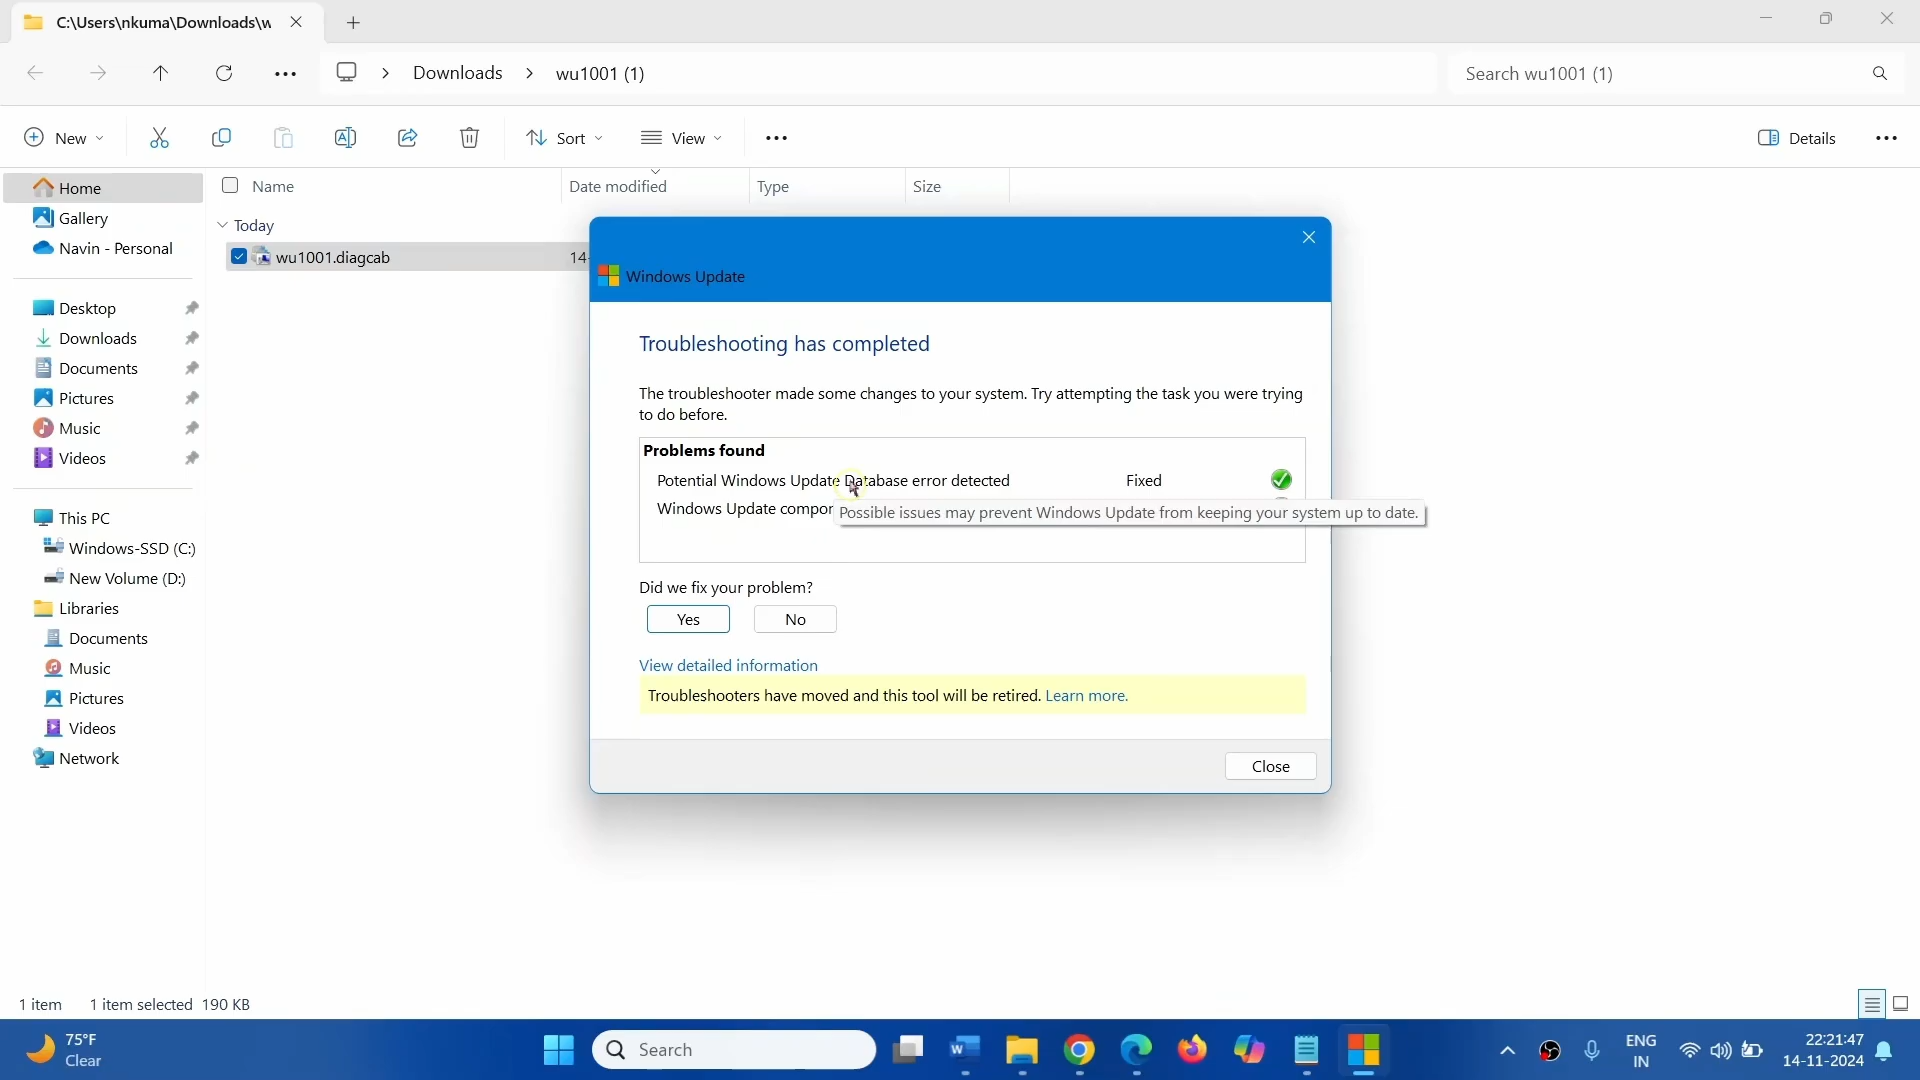 C:\Users\nkuma\Downloads\w
Downloads > wu1001 (1)
Search wu1001 (1)
New
Sort
View
Details
Name
Date modified
Type
Size
Home
Gallery
Navin - Personal
Desktop
Downloads
Documents
Pictures
Music
Videos
This PC
Windows-SSD (C:)
New Volume (D:)
Libraries
Documents
Music
Pictures
Videos
Network
Today
wu1001.diagcab
14-
Windows Update
Troubleshooting has completed
The troubleshooter made some changes to your system. Try attempting the task you were trying
to do before.
Problems found
Potential Windows Update Database error detected Fixed
Windows Update compor
Possible issues may prevent Windows Update from keeping your system up to date.
Did we fix your problem?
Yes No
View detailed information
Troubleshooters have moved and this tool will be retired. Learn more.
Close
1 item 1 item selected 190 KB
75°F
Clear
Search
ENG
IN
22:21:47
14-11-2024